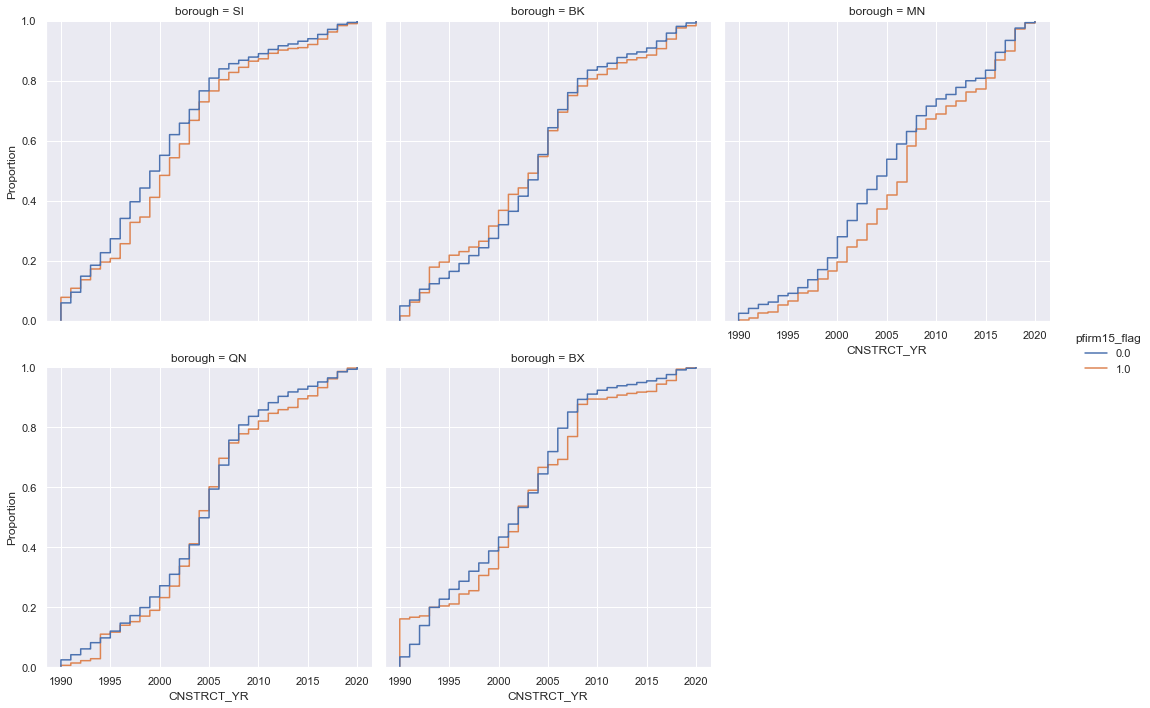 borough = SI
borough = BK
borough = MN
1.0
0.8
0.6
0.4
0.2
0.0
Proportion
1990 1995 2000 2005 2010 2015 2020
CNSTRCT_YR
pfirm15_flag
0.0
1.0
borough = QN
borough = BX
1.0
0.8
0.6
0.4
0.2
0.0
Proportion
1990 1995 2000 2005 2010 2015 2020
CNSTRCT_YR
1990 1995 2000 2005 2010 2015 2020
CNSTRCT_YR